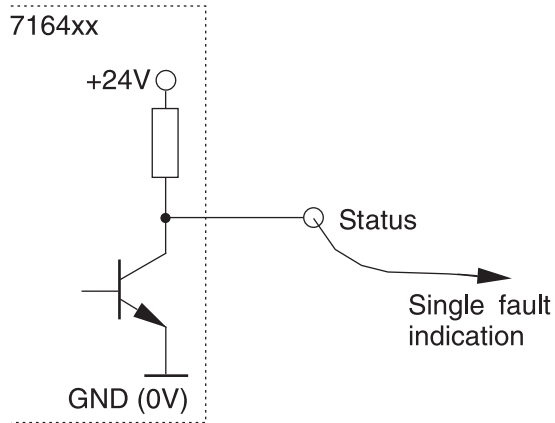 7164xx
+24V
Status
Single fault
indication
GND (0V)